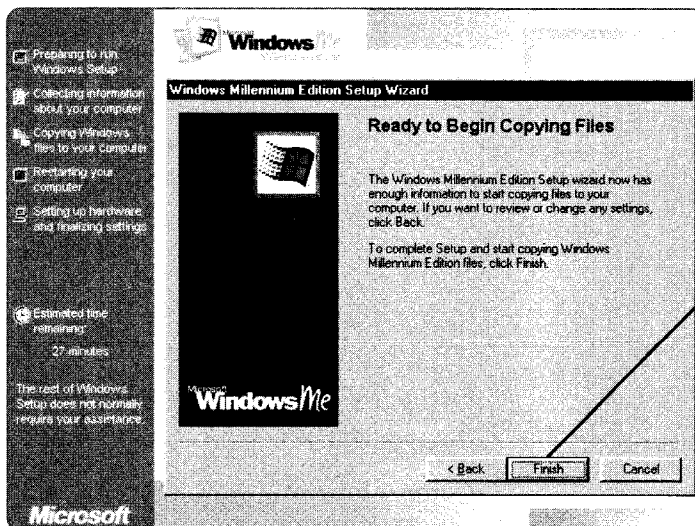 Preparing to run
Windows Setup
Collecting information
about your computer
Copying Windows
files to your computer
Restarting your
computer
Setting up hardware
and finalizing settings
Estimated time
remaining:
27 minutes
The rest of Windows
Setup does not normally
require your assistance.
Microsoft
Windows
Windows Millennium Edition Setup Wizard
Ready to Begin Copying Files
The Windows Millennium Edition Setup wizard now has
enough information to start copying files to your
computer. If you want to review or change any settings,
click Back.
To complete Setup and start copying Windows
Millennium Edition files, click Finish.
Microsoft
Windows Me
< Back
Finish
Cancel